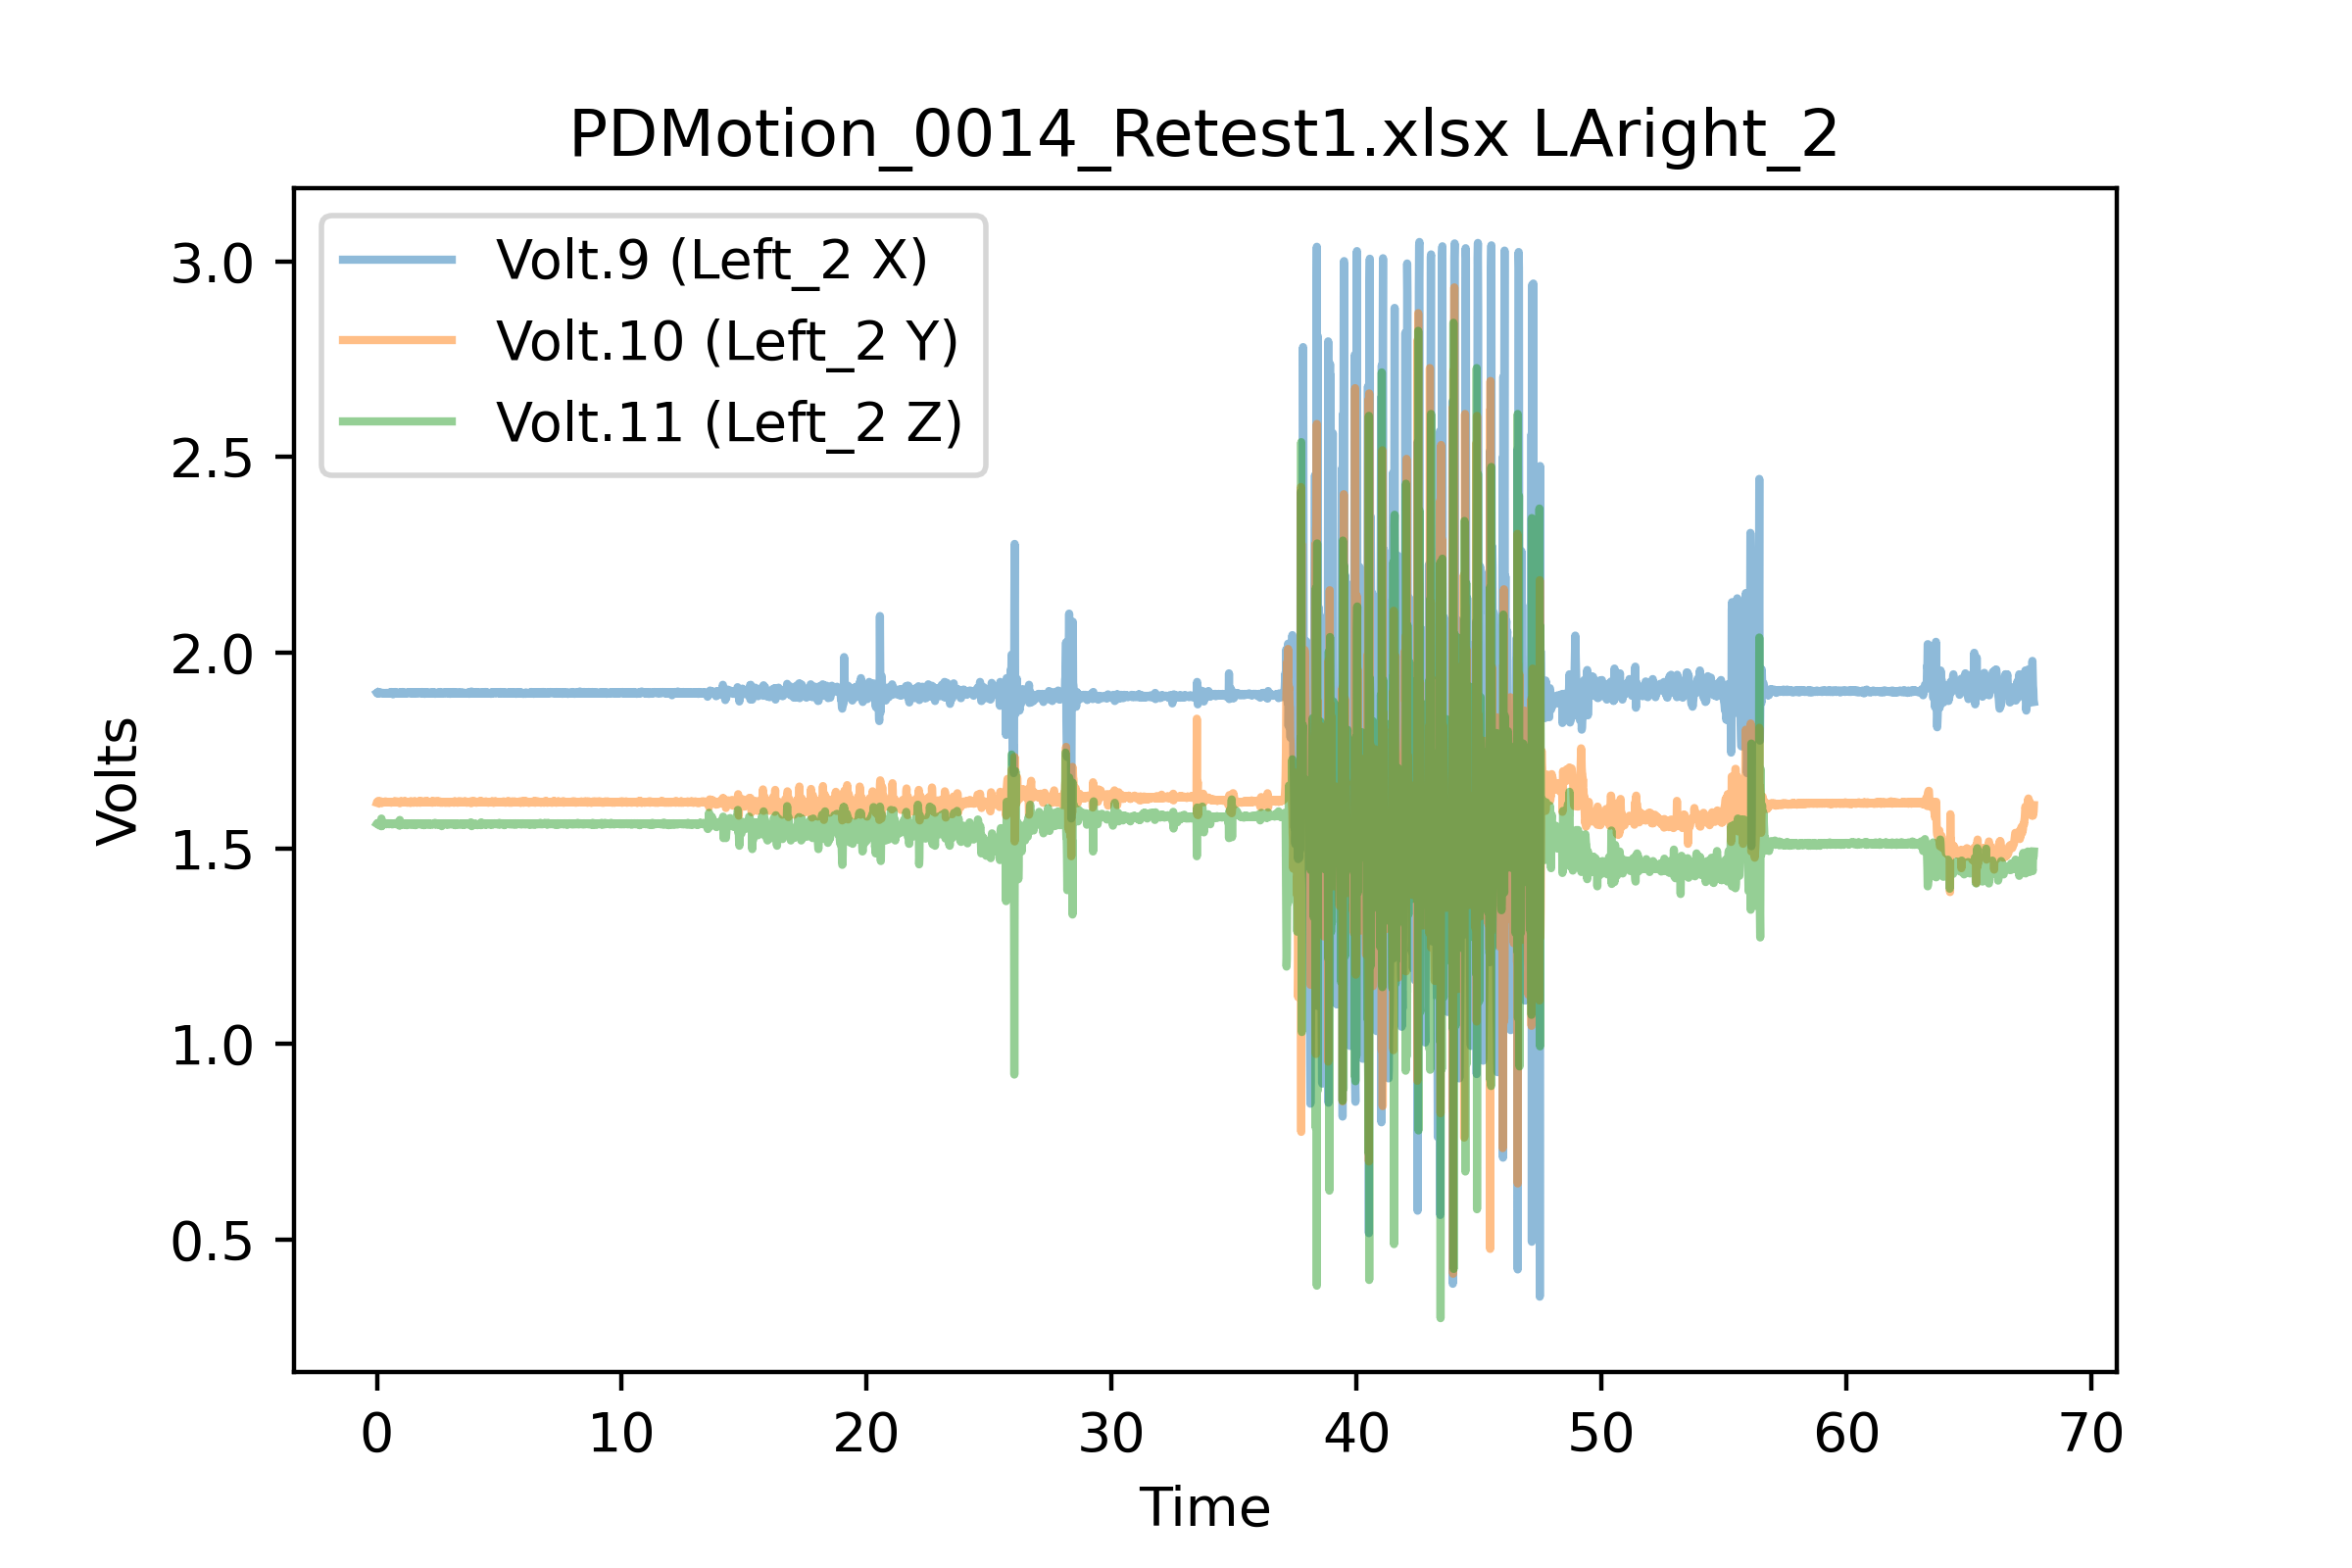 PDMotion_0014_Retest1.xlsx LAright_2
Volt.9 (Left_2 X)
Volt.10 (Left_2 Y)
Volt.11 (Left_2 Z)
3.0
2.5
2.0
1.5
1.0
0.5
Volts
0 10 20 30 40 50 60 70
Time